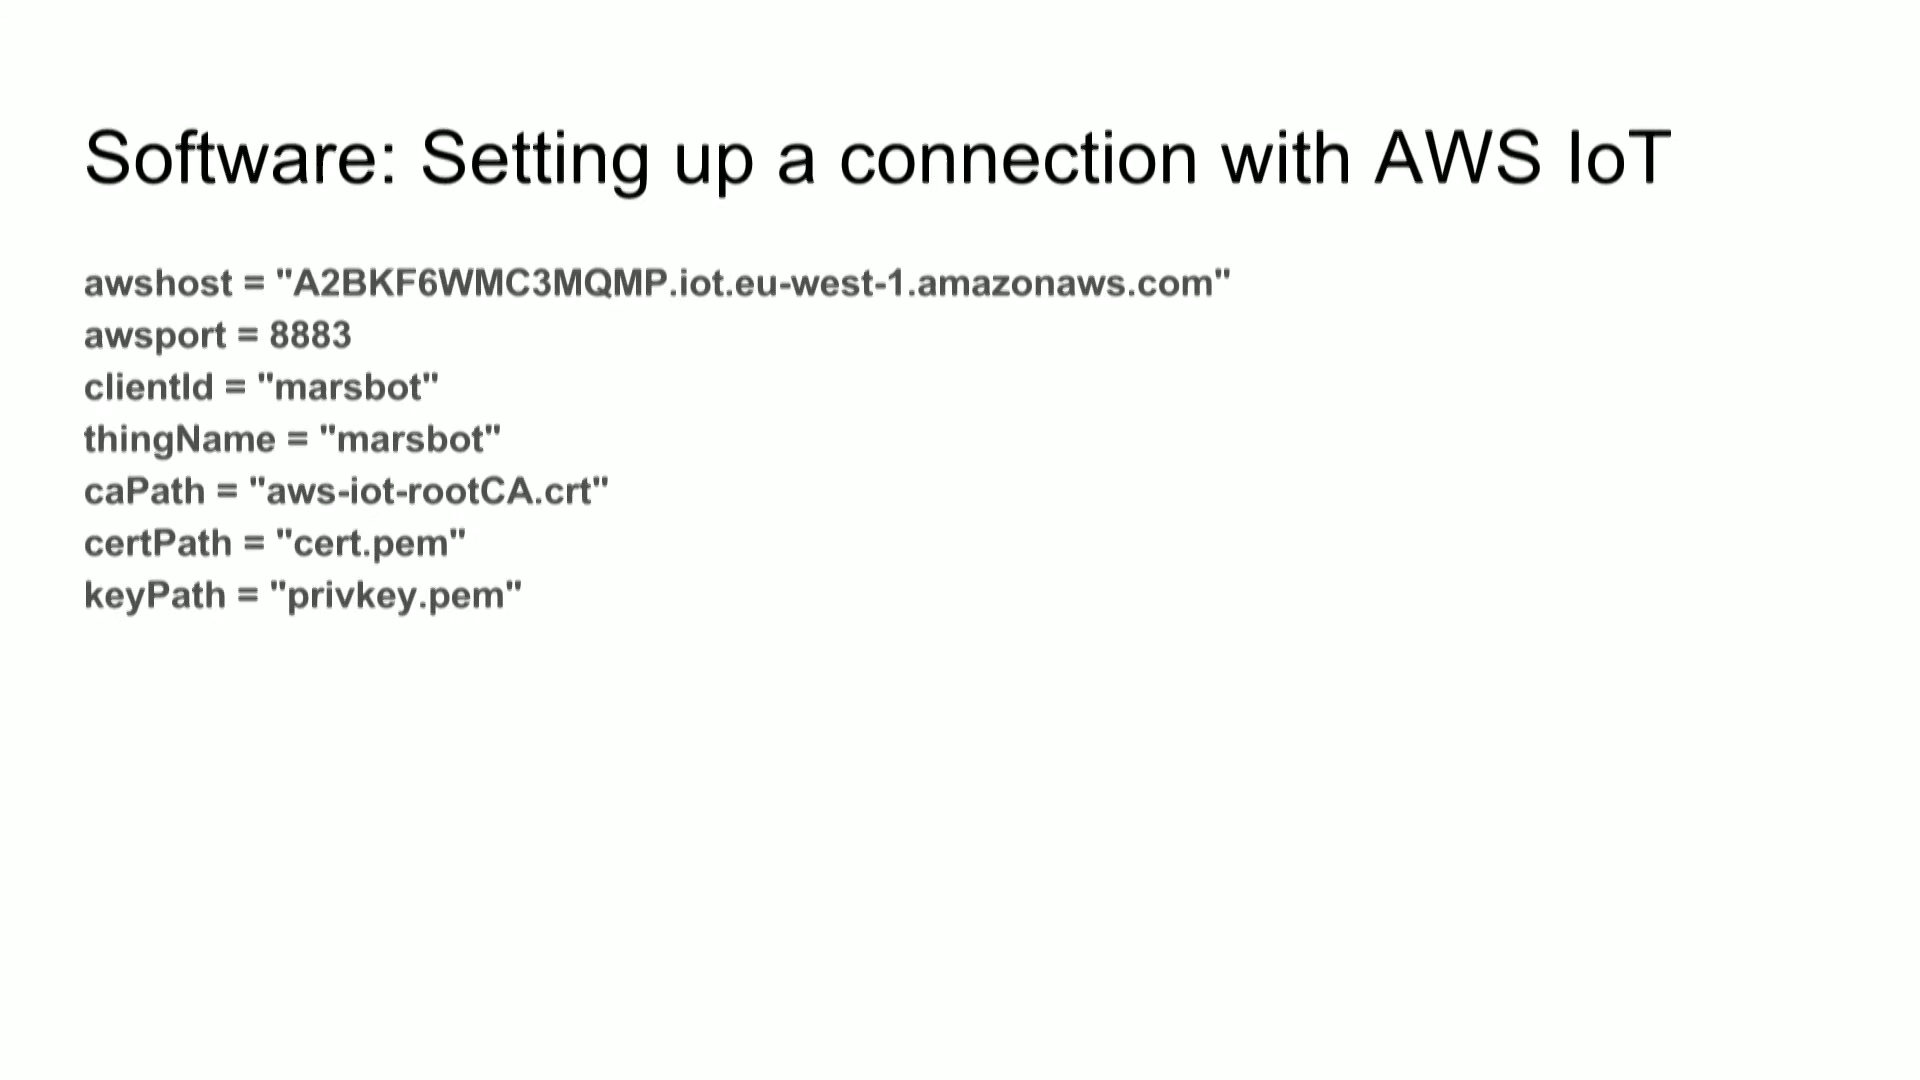 Software: Setting up a connection with AWS IoT
awshost = "A2BKF6WMC3MQMP.iot.eu-west-1.amazonaws.com"
awsport = 8883
clientId = "marsbot"
thingName = "marsbot"
caPath = "aws-iot-rootCA.crt"
certPath = "cert.pem"
keyPath = "privkey.pem"